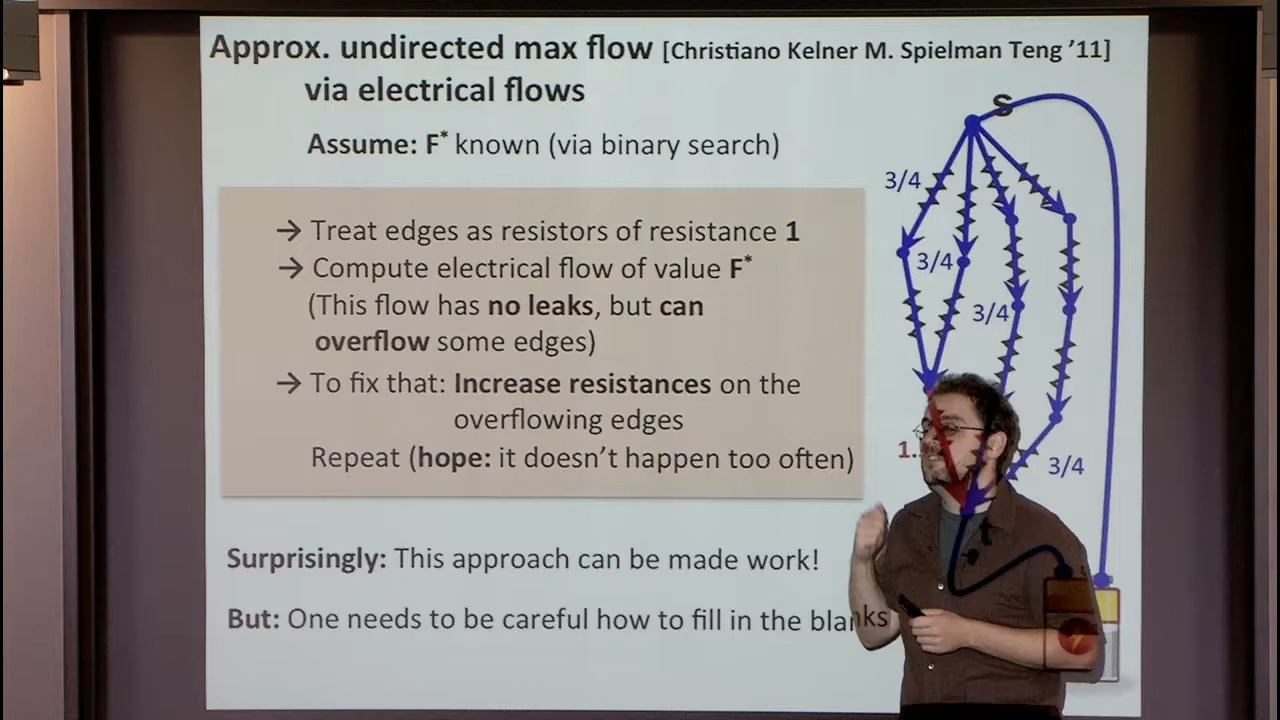 Approx. undirected max flow [Christiano Kelner M. Spielman Teng '11]
via electrical flows
Assume: F* known (via binary search)
→ Treat edges as resistors of resistance 1
→ Compute electrical flow of value F*
(This flow has no leaks, but can
overflow some edges)
→ To fix that: Increase resistances on the
overflowing edges
Repeat (hope: it doesn't happen too often)
Surprisingly: This approach can be made work!
But: One needs to be careful how to fill in the blanks
s
3/4
3/4
3/4
3/4